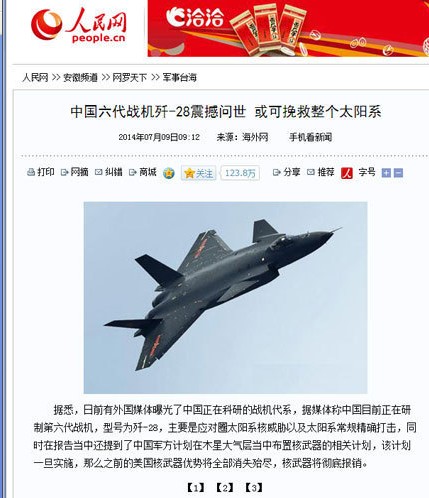 人民网
people.cn
洽洽
人民网 >> 安徽频道 >> 网罗天下 >> 军事台海
中国六代战机歼-28震撼问世 或可挽救整个太阳系
2014年07月09日09:12 来源：海外网 手机看新闻
打印 网摘 纠错 商城 关注 123.8万 分享 推荐 人 字号
据悉，日前有外国媒体曝光了中国正在科研的战机代系，据媒体称中国目前正在研
制第六代战机，型号为歼-28，主要是应对圈太阳系核威胁以及太阳系常规精确打击，同
时在报告当中还提到了中国军方计划在木星大气层当中布置核武器的相关计划，该计划
一旦实施，那么之前的美国核武器优势将全部消失殆尽，核武器将彻底报销。
【1】 【2】 【3】